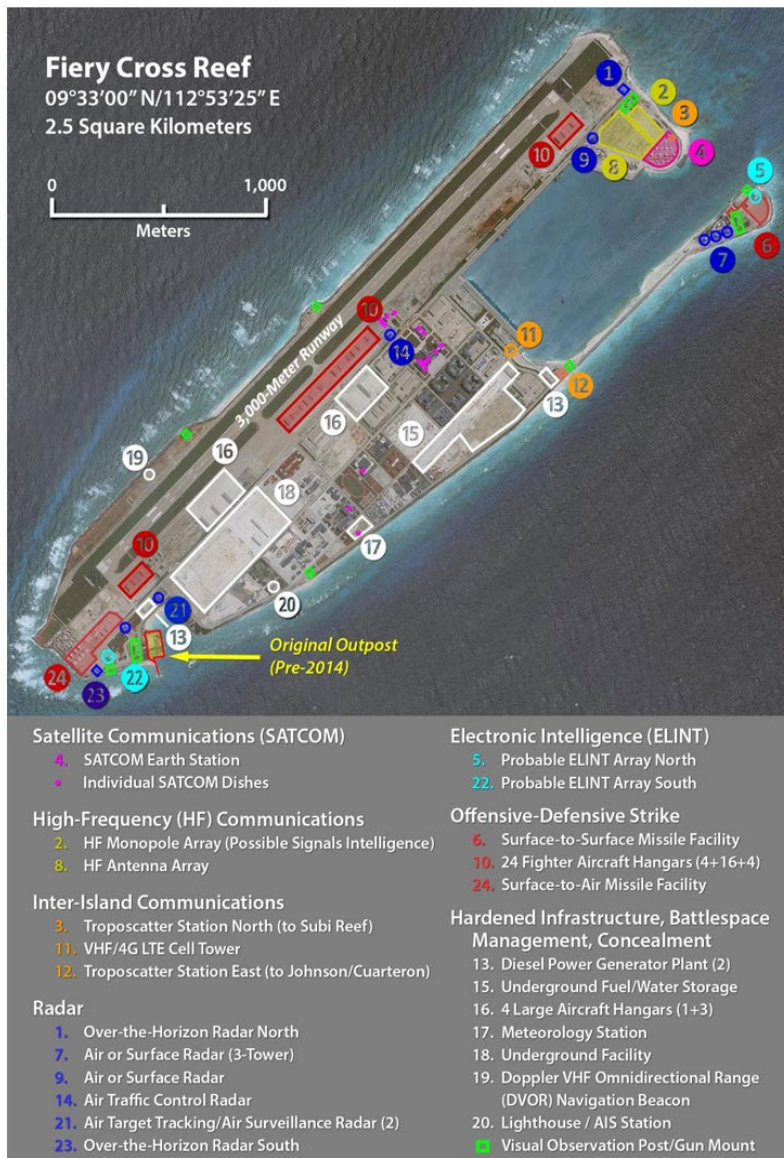 Fiery Cross Reef
09°33'00” N/112°53'25” E
2.5 Square Kilometers
0 1,000
Meters
1
2
3
10
9
8
4
5
6
7
10
14
11
3,000-Meter Runway
12
16
13
15
19
16
18
17
10
20
21
13
Original Outpost
(Pre-2014)
24
23
22
Satellite Communications (SATCOM)
4. SATCOM Earth Station
Individual SATCOM Dishes
High-Frequency (HF) Communications
2. HF Monopole Array (Possible Signals Intelligence)
8. HF Antenna Array
Inter-Island Communications
3. Troposcatter Station North (to Subi Reef)
11. VHF/4G LTE Cell Tower
12. Troposcatter Station East (to Johnson/Cuarteron)
Radar
1. Over-the-Horizon Radar North
7. Air or Surface Radar (3-Tower)
9. Air or Surface Radar
14. Air Traffic Control Radar
21. Air Target Tracking/Air Surveillance Radar (2)
23. Over-the-Horizon Radar South
Electronic Intelligence (ELINT)
5. Probable ELINT Array North
22. Probable ELINT Array South
Offensive-Defensive Strike
6. Surface-to-Surface Missile Facility
10. 24 Fighter Aircraft Hangars (4+16+4)
24. Surface-to-Air Missile Facility
Hardened Infrastructure, Battlespace
Management, Concealment
13. Diesel Power Generator Plant (2)
15. Underground Fuel/Water Storage
16. 4 Large Aircraft Hangars (1+3)
17. Meteorology Station
18. Underground Facility
19. Doppler VHF Omnidirectional Range
(DVOR) Navigation Beacon
20. Lighthouse / AIS Station
Visual Observation Post/Gun Mount